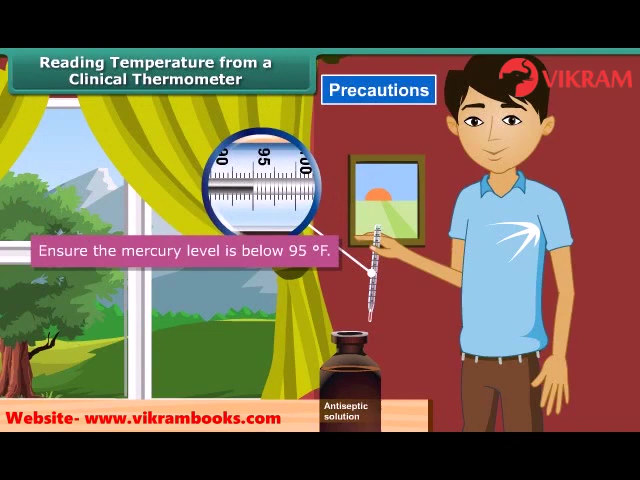 Reading Temperature from a
Clinical Thermometer
VIKRAM
Precautions
95
Ensure the mercury level is below 95 °F.
Antiseptic
solution
Website- www.vikrambooks.com